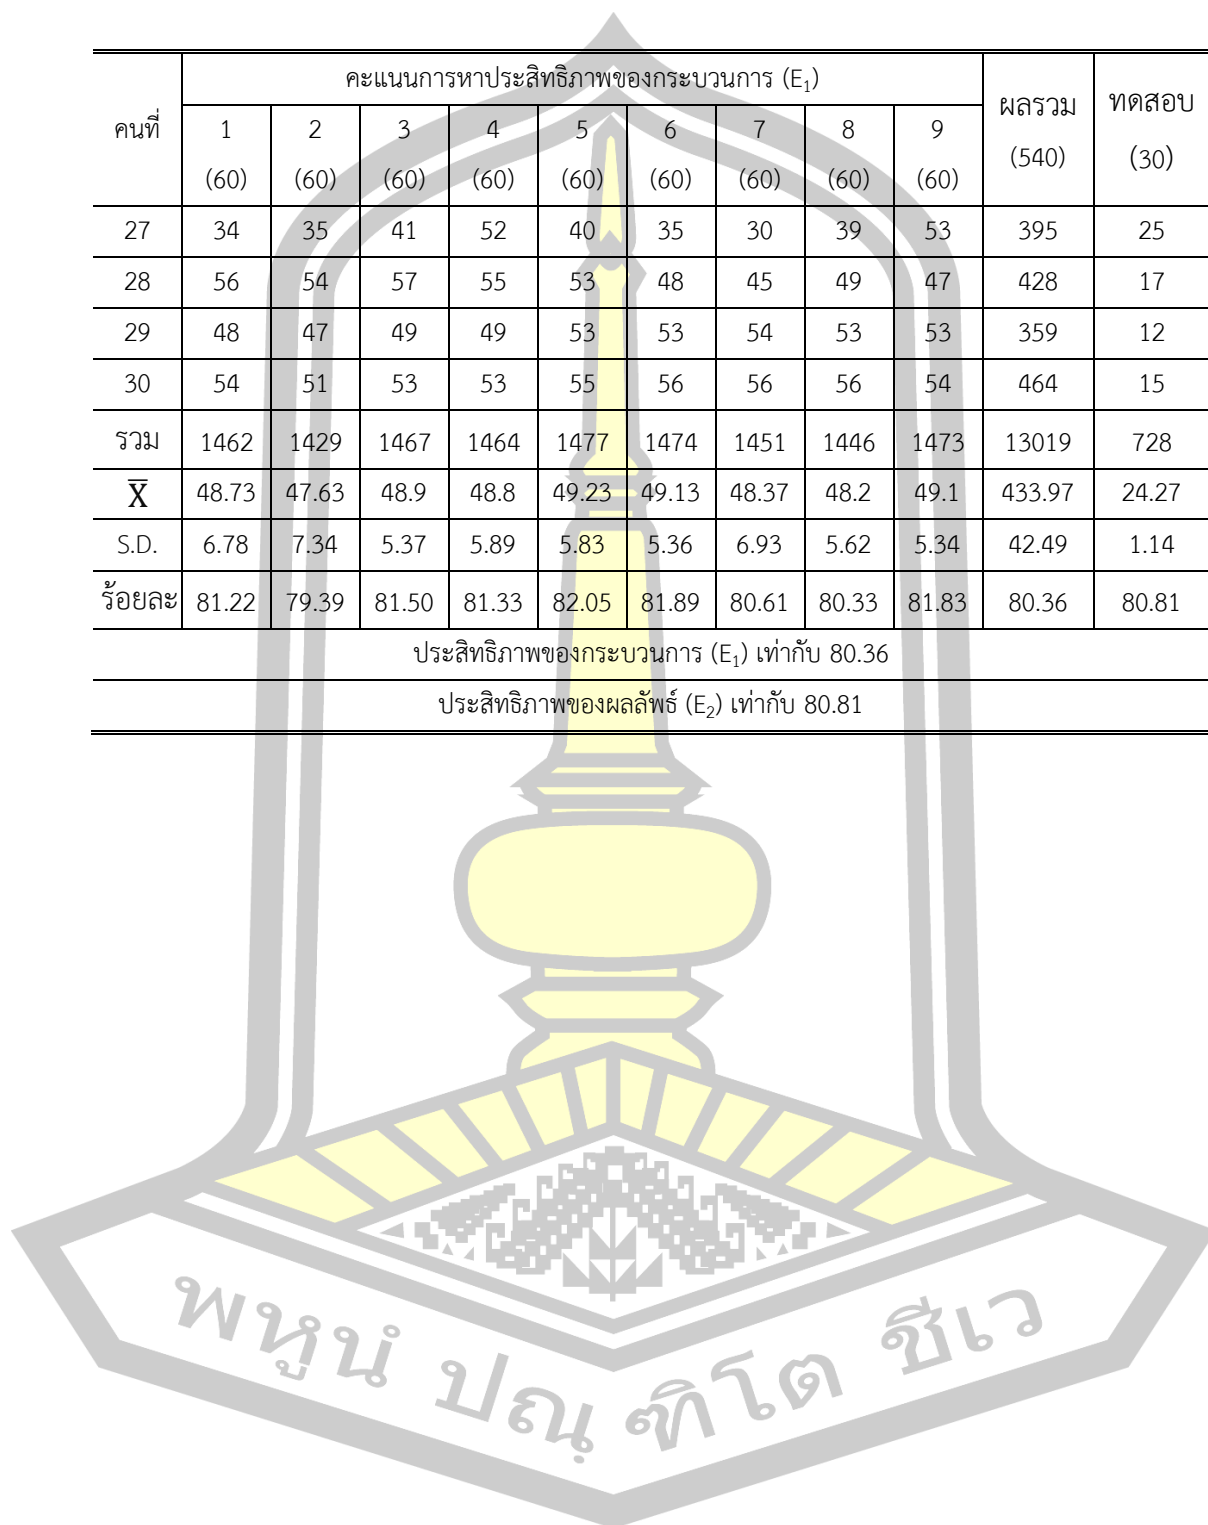 คนที่ คะแนนการหาประสิทธิภาพของกระบวนการ (E₁) ผลรวม (540) ทดสอบ (30)
1 2 3 4 5 6 7 8 9
(60) (60) (60) (60) (60) (60) (60) (60) (60)
27 34 35 41 52 40 35 30 39 53 395 25
28 56 54 57 55 53 48 45 49 47 428 17
29 48 47 49 49 53 53 54 53 53 359 12
30 54 51 53 53 55 56 56 56 54 464 15
รวม 1462 1429 1467 1464 1477 1474 1451 1446 1473 13019 728
X̅ 48.73 47.63 48.9 48.8 49.23 49.13 48.37 48.2 49.1 433.97 24.27
S.D. 6.78 7.34 5.37 5.89 5.83 5.36 6.93 5.62 5.34 42.49 1.14
ร้อยละ 81.22 79.39 81.50 81.33 82.05 81.89 80.61 80.33 81.83 80.36 80.81
ประสิทธิภาพของกระบวนการ (E₁) เท่ากับ 80.36
ประสิทธิภาพของผลลัพธ์ (E₂) เท่ากับ 80.81
พหูนํ ปณฺฑิโต ชีเว